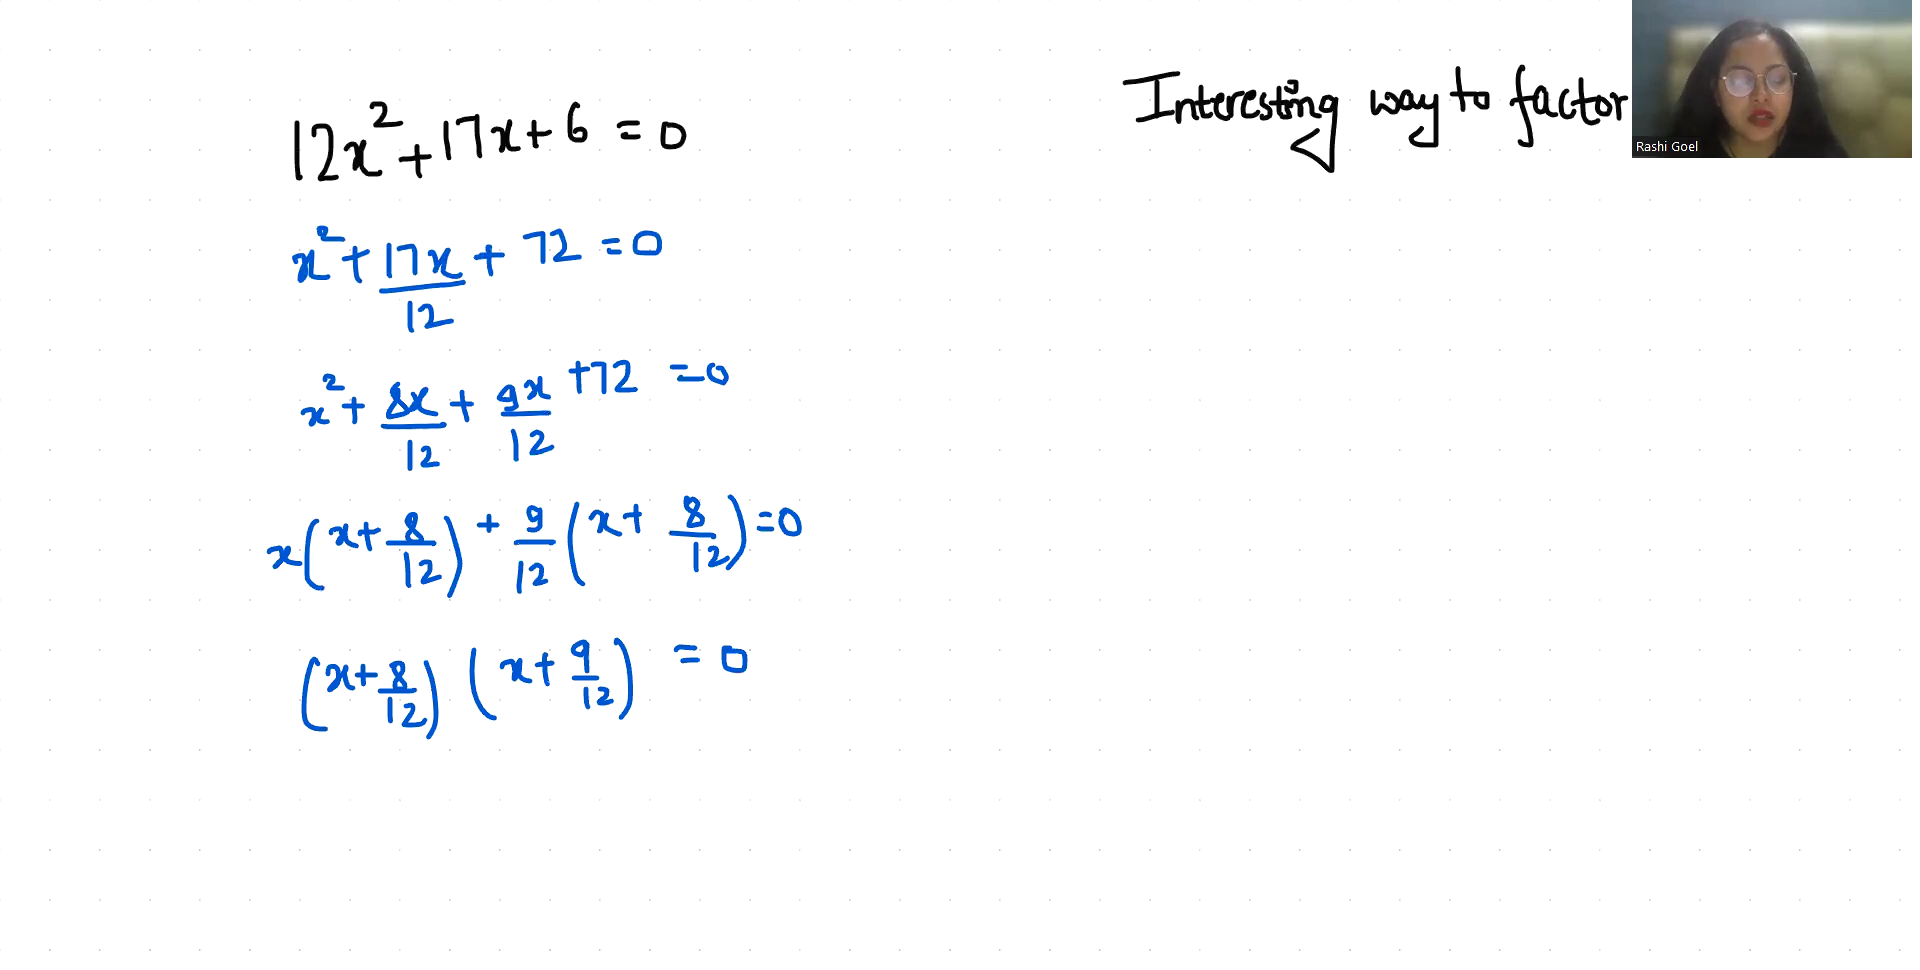 Interesting way to factor
Rashi Goel
12x² + 17x + 6 = 0
x² + 17x/12 + 72 = 0
x² + 8x/12 + 9x/12 + 72 = 0
x(x + 8/12) + 9/12(x + 8/12) = 0
(x + 8/12)(x + 9/12) = 0